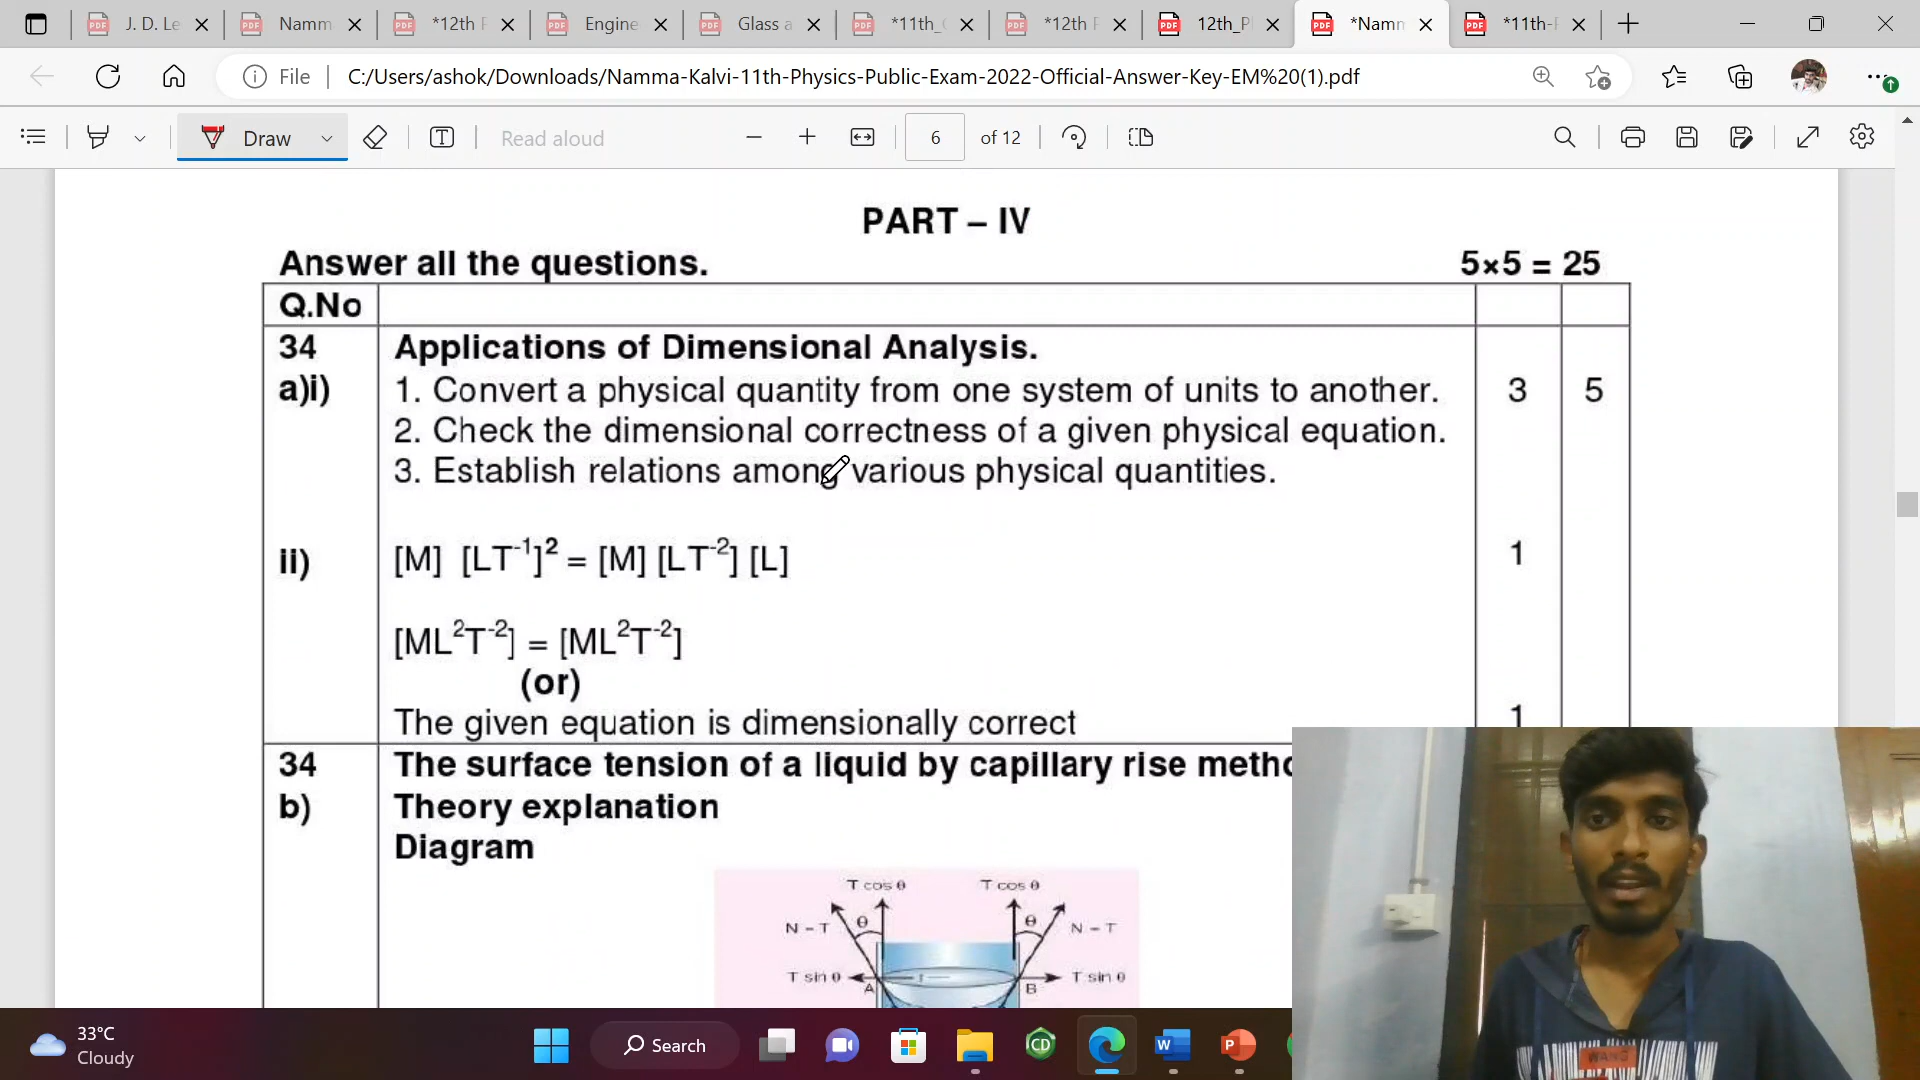 J. D. Le
Namm
*12th P
Engine
Glass a
*11th_C
*12th P
12th_P
*Namm
*11th-F
File
C:/Users/ashok/Downloads/Namma-Kalvi-11th-Physics-Public-Exam-2022-Official-Answer-Key-EM%20(1).pdf
Draw
Read aloud
6 of 12
PART – IV
Answer all the questions. 5×5 = 25
Q.No
34 Applications of Dimensional Analysis.
a)i) 1. Convert a physical quantity from one system of units to another. 3 5
2. Check the dimensional correctness of a given physical equation.
3. Establish relations among various physical quantities.
ii) [M] [LT⁻¹]² = [M] [LT⁻²] [L] 1
[ML²T⁻²] = [ML²T⁻²]
(or)
The given equation is dimensionally correct 1
34 The surface tension of a liquid by capillary rise metho
b) Theory explanation
Diagram
T cos θ T cos θ
θ θ
N – T N – T
T sin θ r T sin θ
A B
33°C
Cloudy
Search
WANG